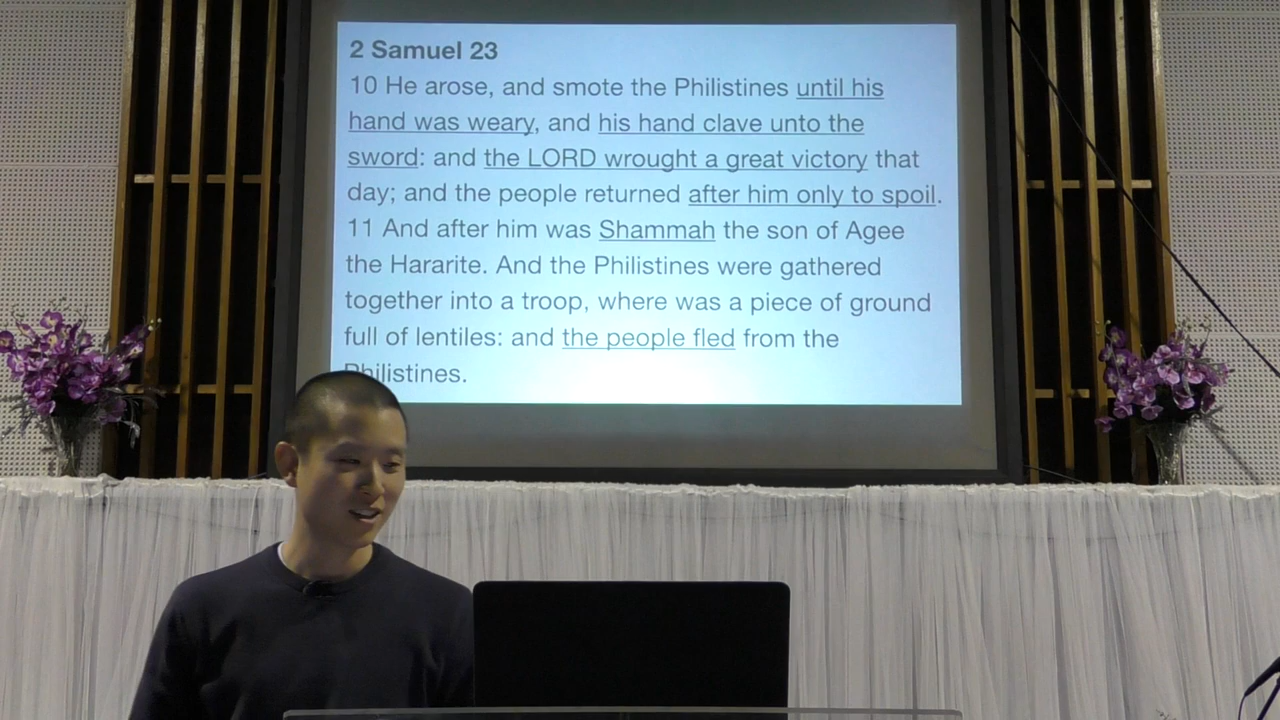 2 Samuel 23
10 He arose, and smote the Philistines until his
hand was weary, and his hand clave unto the
sword: and the LORD wrought a great victory that
day; and the people returned after him only to spoil.
11 And after him was Shammah the son of Agee
the Hararite. And the Philistines were gathered
together into a troop, where was a piece of ground
full of lentiles: and the people fled from the
Philistines.